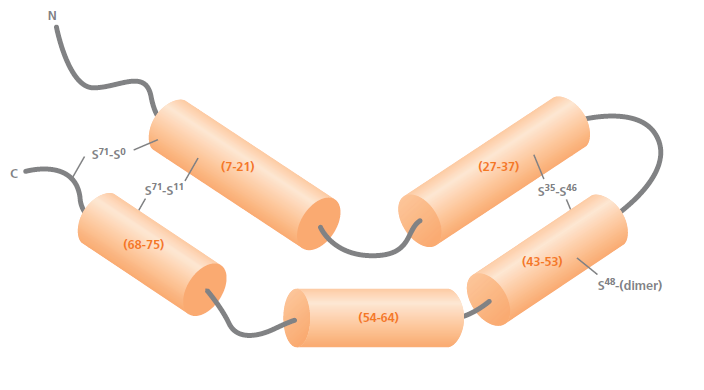 N
S⁷¹-S⁰
C
(7-21)
(27-37)
S⁷¹-S¹¹
S³⁵-S⁴⁶
(68-75)
(43-53)
S⁴⁸-(dimer)
(54-64)